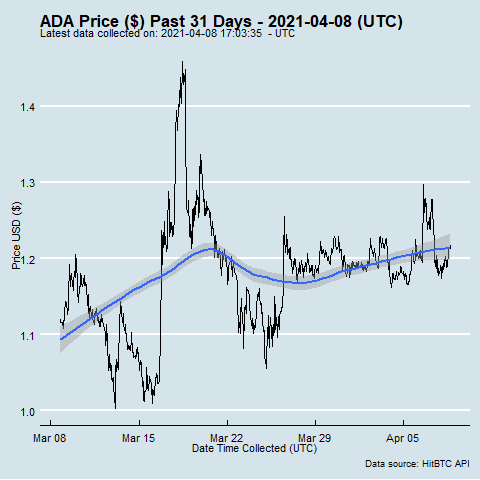 ADA Price ($) Past 31 Days - 2021-04-08 (UTC)
Latest data collected on: 2021-04-08 17:03:35  - UTC
1.4
1.3
1.2
1.1
1.0
Price USD ($)
Mar 08
Mar 15
Mar 22
Mar 29
Apr 05
Date Time Collected (UTC)
Data source: HitBTC API